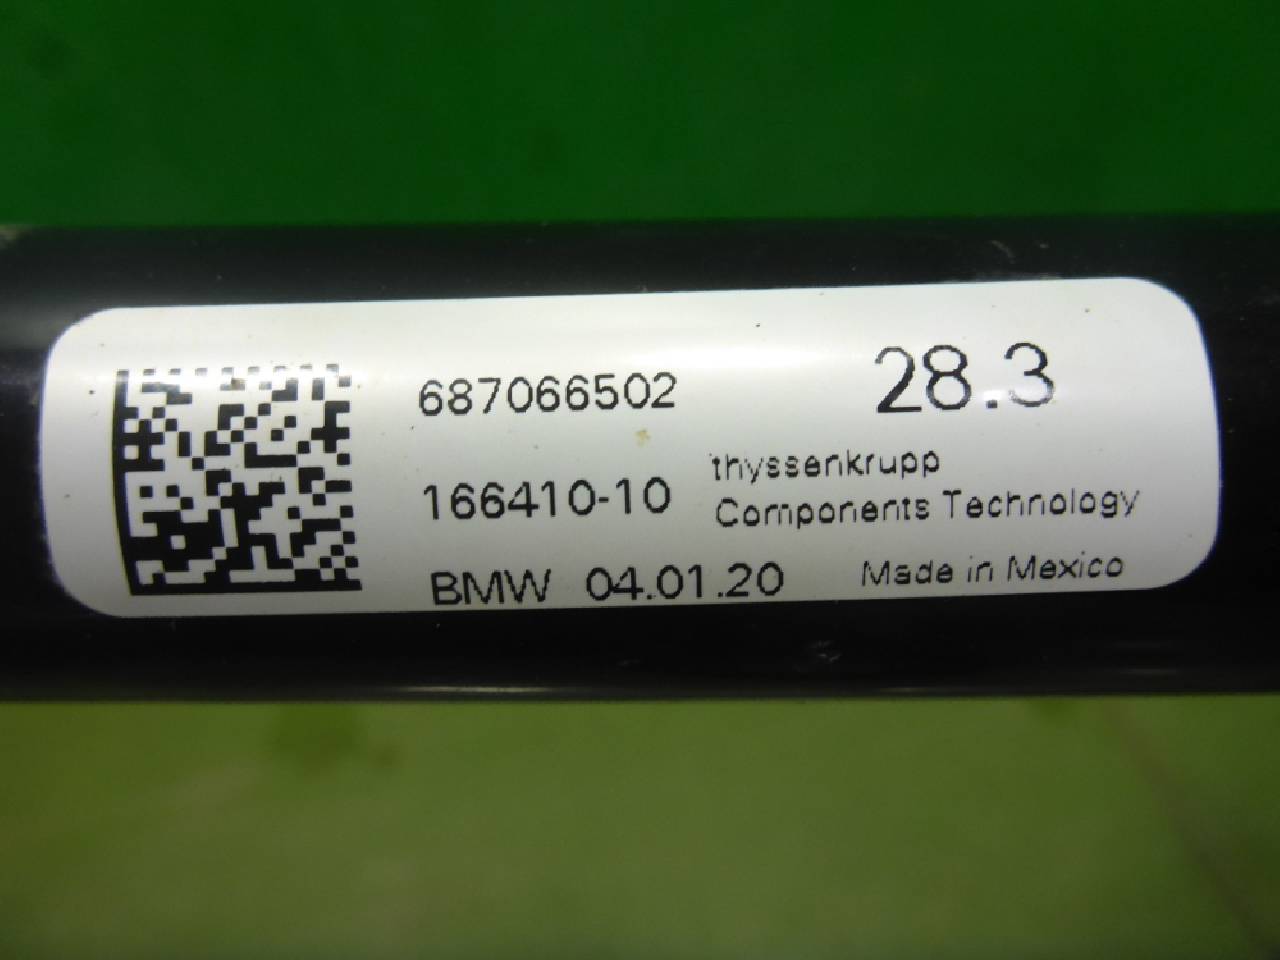 687066502
28.3
166410-10
thyssenkrupp
Components Technology
BMW 04.01.20
Made in Mexico